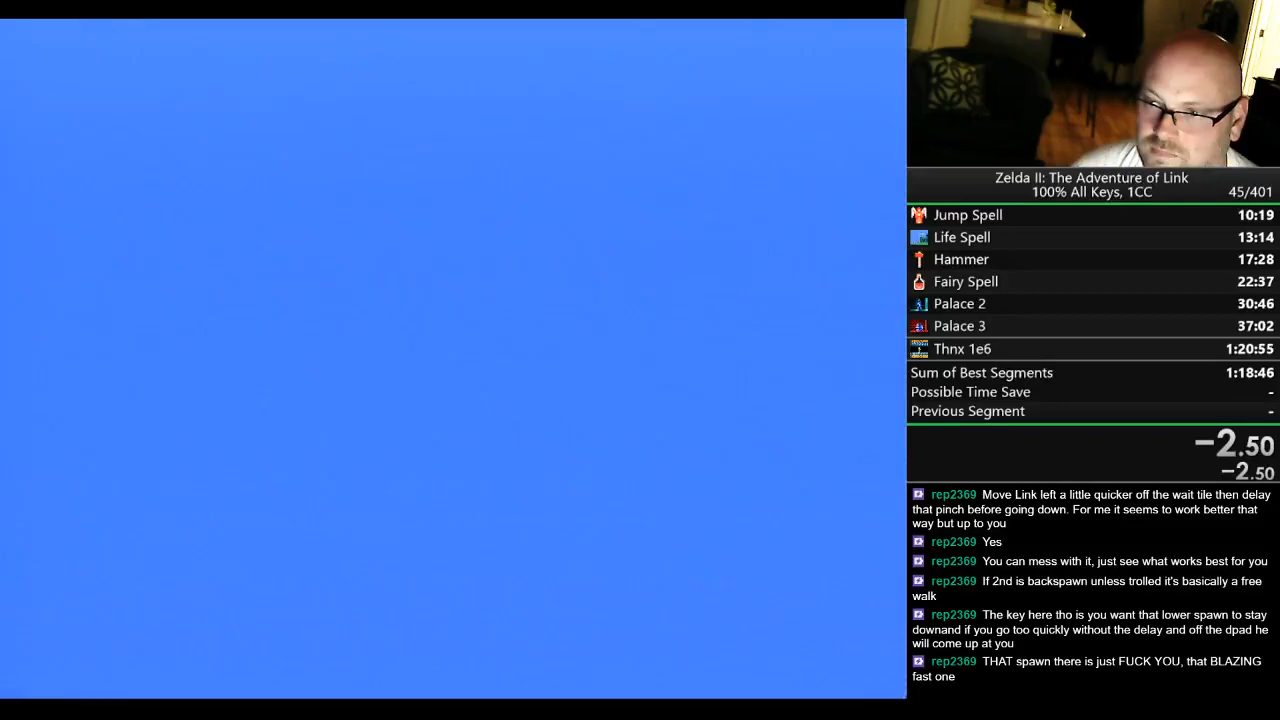 Zelda II: The Adventure of Link
100% All Keys, 1CC 45/401
Jump Spell 10:19
Life Spell 13:14
Hammer 17:28
Fairy Spell 22:37
Palace 2 30:46
Palace 3 37:02
Thnx 1e6 1:20:55
Sum of Best Segments 1:18:46
Possible Time Save -
Previous Segment -
-2.50
-2.50
rep2369 Move Link left a little quicker off the wait tile then delay
that pinch before going down. For me it seems to work better that
way but up to you
rep2369 Yes
rep2369 You can mess with it, just see what works best for you
rep2369 If 2nd is backspawn unless trolled it's basically a free
walk
rep2369 The key here tho is you want that lower spawn to stay
downand if you go too quickly without the delay and off the dpad he
will come up at you
rep2369 THAT spawn there is just FUCK YOU, that BLAZING
fast one